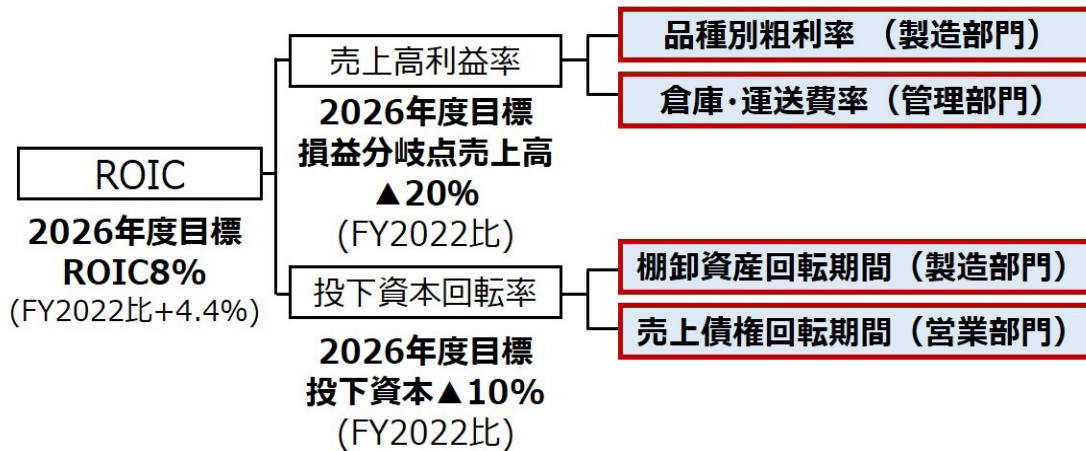 ROIC
2026年度目標
ROIC8%
(FY2022比+4.4%)
売上高利益率
2026年度目標
損益分岐点売上高
▲20%
(FY2022比)
投下資本回転率
2026年度目標
投下資本▲10%
(FY2022比)
品種別粗利率 （製造部門）
倉庫・運送費率（管理部門）
棚卸資産回転期間（製造部門）
売上債権回転期間（営業部門）